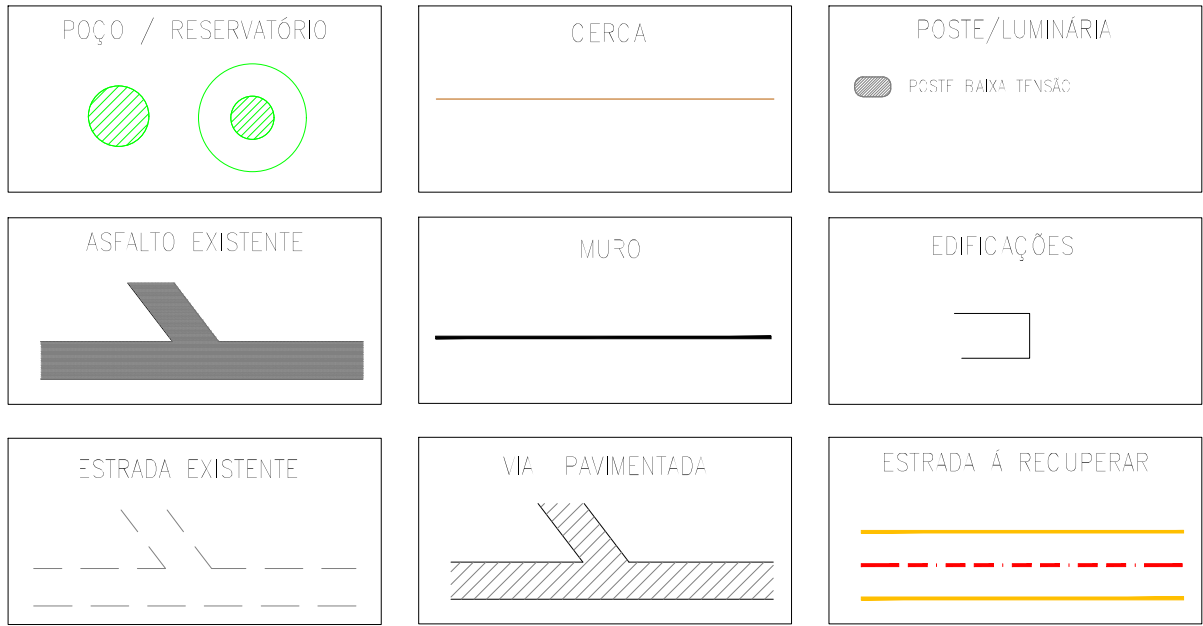 POÇO / RESERVATÓRIO
CERCA
POSTE/LUMINÁRIA
POSTE BAIXA TENSÃO
ASFALTO EXISTENTE
MURO
EDIFICAÇÕES
ESTRADA EXISTENTE
VIA PAVIMENTADA
ESTRADA Á RECUPERAR